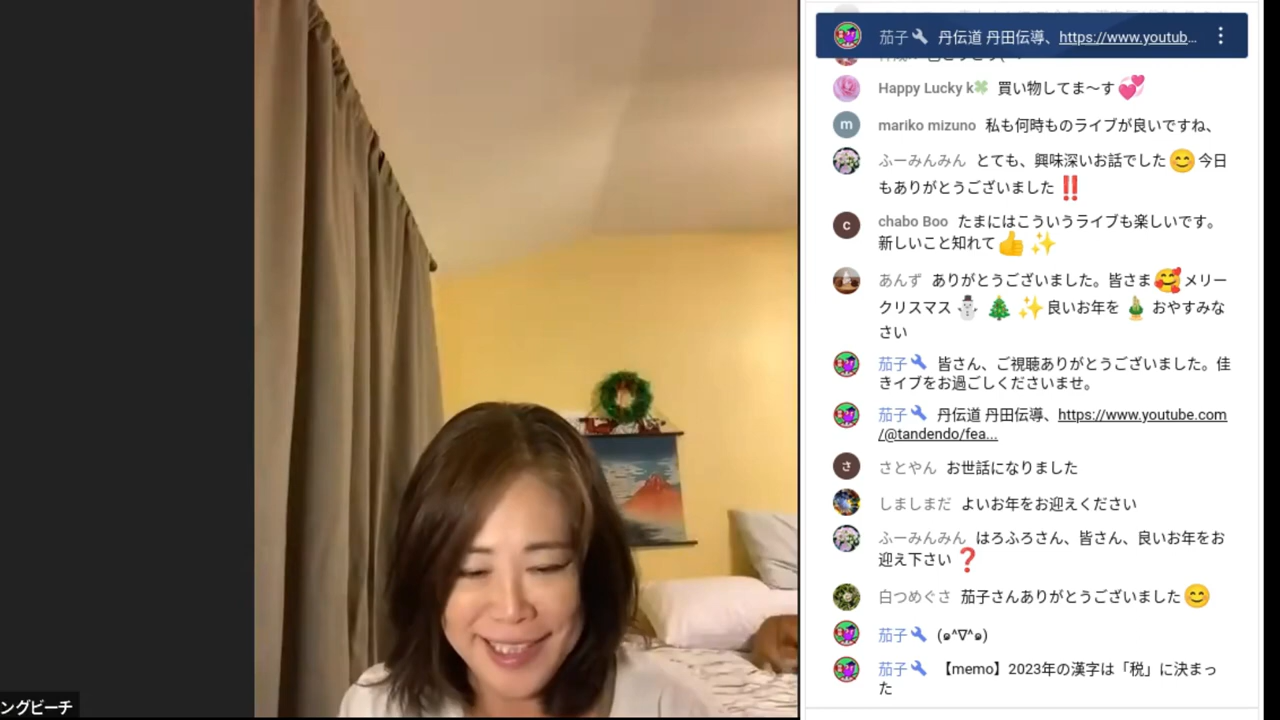 茄子 丹伝道 丹田伝導、https://www.youtub...
Happy Lucky k🍀 買い物してま〜す💞
m mariko mizuno 私も何時ものライブが良いですね、
ふーみんみん とても、興味深いお話でした😊今日
もありがとうございました‼️
c chabo Boo たまにはこういうライブも楽しいです。
新しいこと知れて👍✨
あんず ありがとうございました。皆さま🥰メリー
クリスマス⛄🎄✨良いお年を🎍おやすみな
さい
茄子 皆さん、ご視聴ありがとうございました。佳
きイブをお過ごしくださいませ。
茄子 丹伝道 丹田伝導、https://www.youtube.com
/@tandendo/fea...
さ さとやん お世話になりました
しましまだ よいお年をお迎えください
ふーみんみん はろふろさん、皆さん、良いお年をお
迎え下さい❓
白つめぐさ 茄子さんありがとうございました😊
茄子 (๑^∇^๑)
茄子 【memo】2023年の漢字は「税」に決まっ
た
ングビーチ